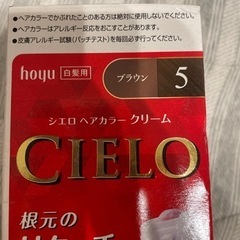 ●ヘアカラーでかぶれたことのある方は絶対に使用しないでください。
●ヘアカラーはアレルギー反応をおこすことがあります。
●皮膚アレルギー試験（パッチテスト）を毎回必ず行ってください。
hoyu 白髪用
ブラウン 5
シエロ ヘアカラー クリーム
CIELO
根元の